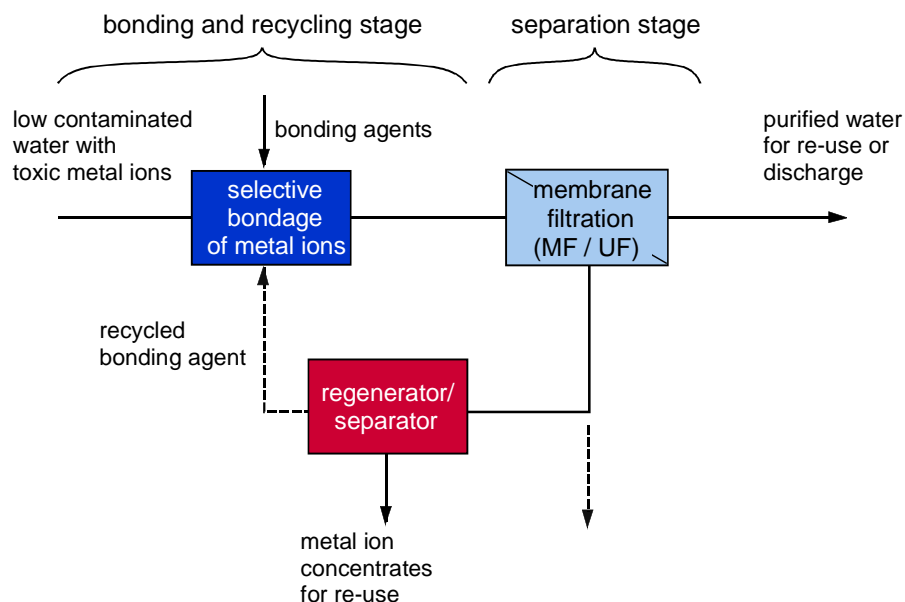 bonding and recycling stage
separation stage
low contaminated
water with
toxic metal ions
bonding agents
purified water
for re-use or
discharge
selective
bondage
of metal ions
membrane
filtration
(MF / UF)
recycled
bonding agent
regenerator/
separator
metal ion
concentrates
for re-use